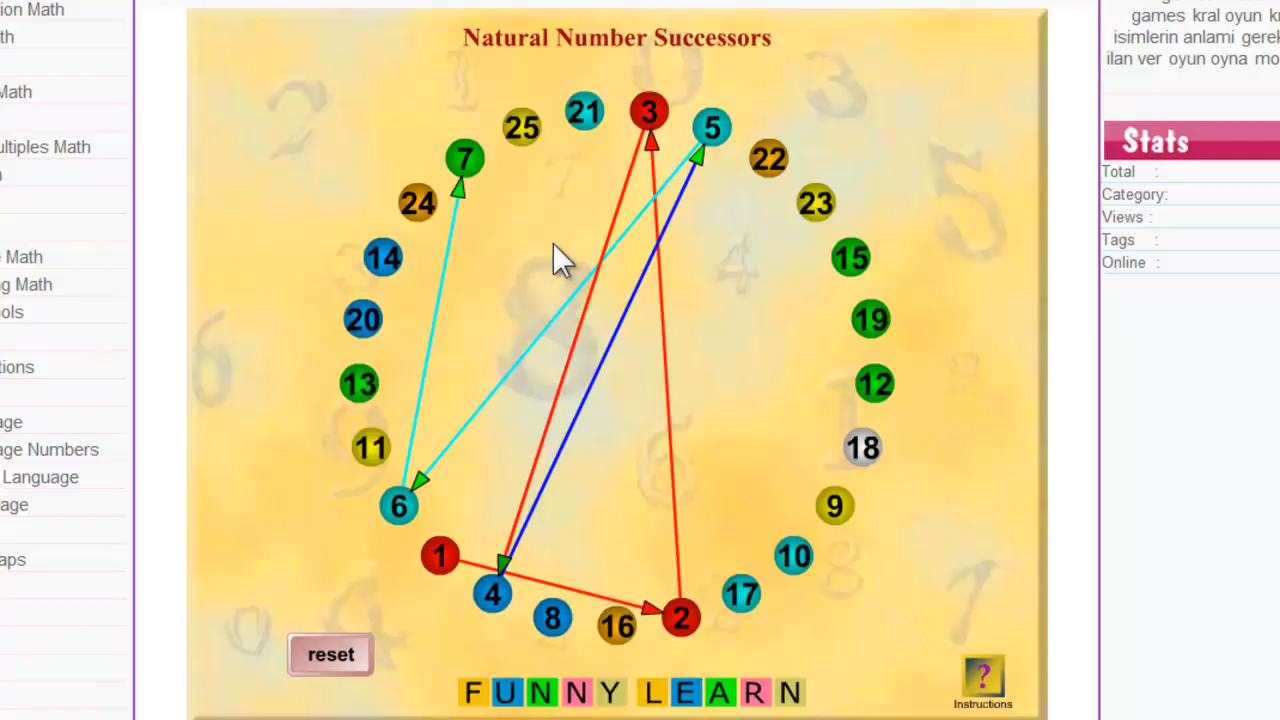 ion Math
th
Math
ultiples Math
e Math
ng Math
ols
tions
age
age Numbers
Language
age
aps
Natural Number Successors
3
21
5
25
7
22
24
23
14
15
20
19
13
12
11
18
6
9
1
10
4
17
8
16
2
reset
FUNNY LEARN
?
Instructions
games kral oyun k
isimlerin anlami gerek
ilan ver oyun oyna mo
Stats
Total :
Category:
Views :
Tags :
Online :